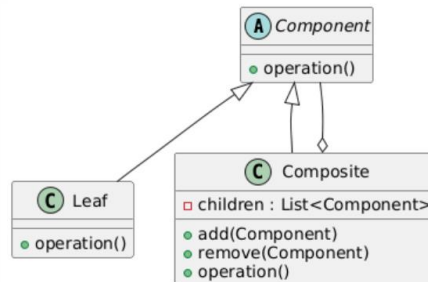 A Component
operation()
C Leaf
operation()
C Composite
children : List<Component>
add(Component)
remove(Component)
operation()